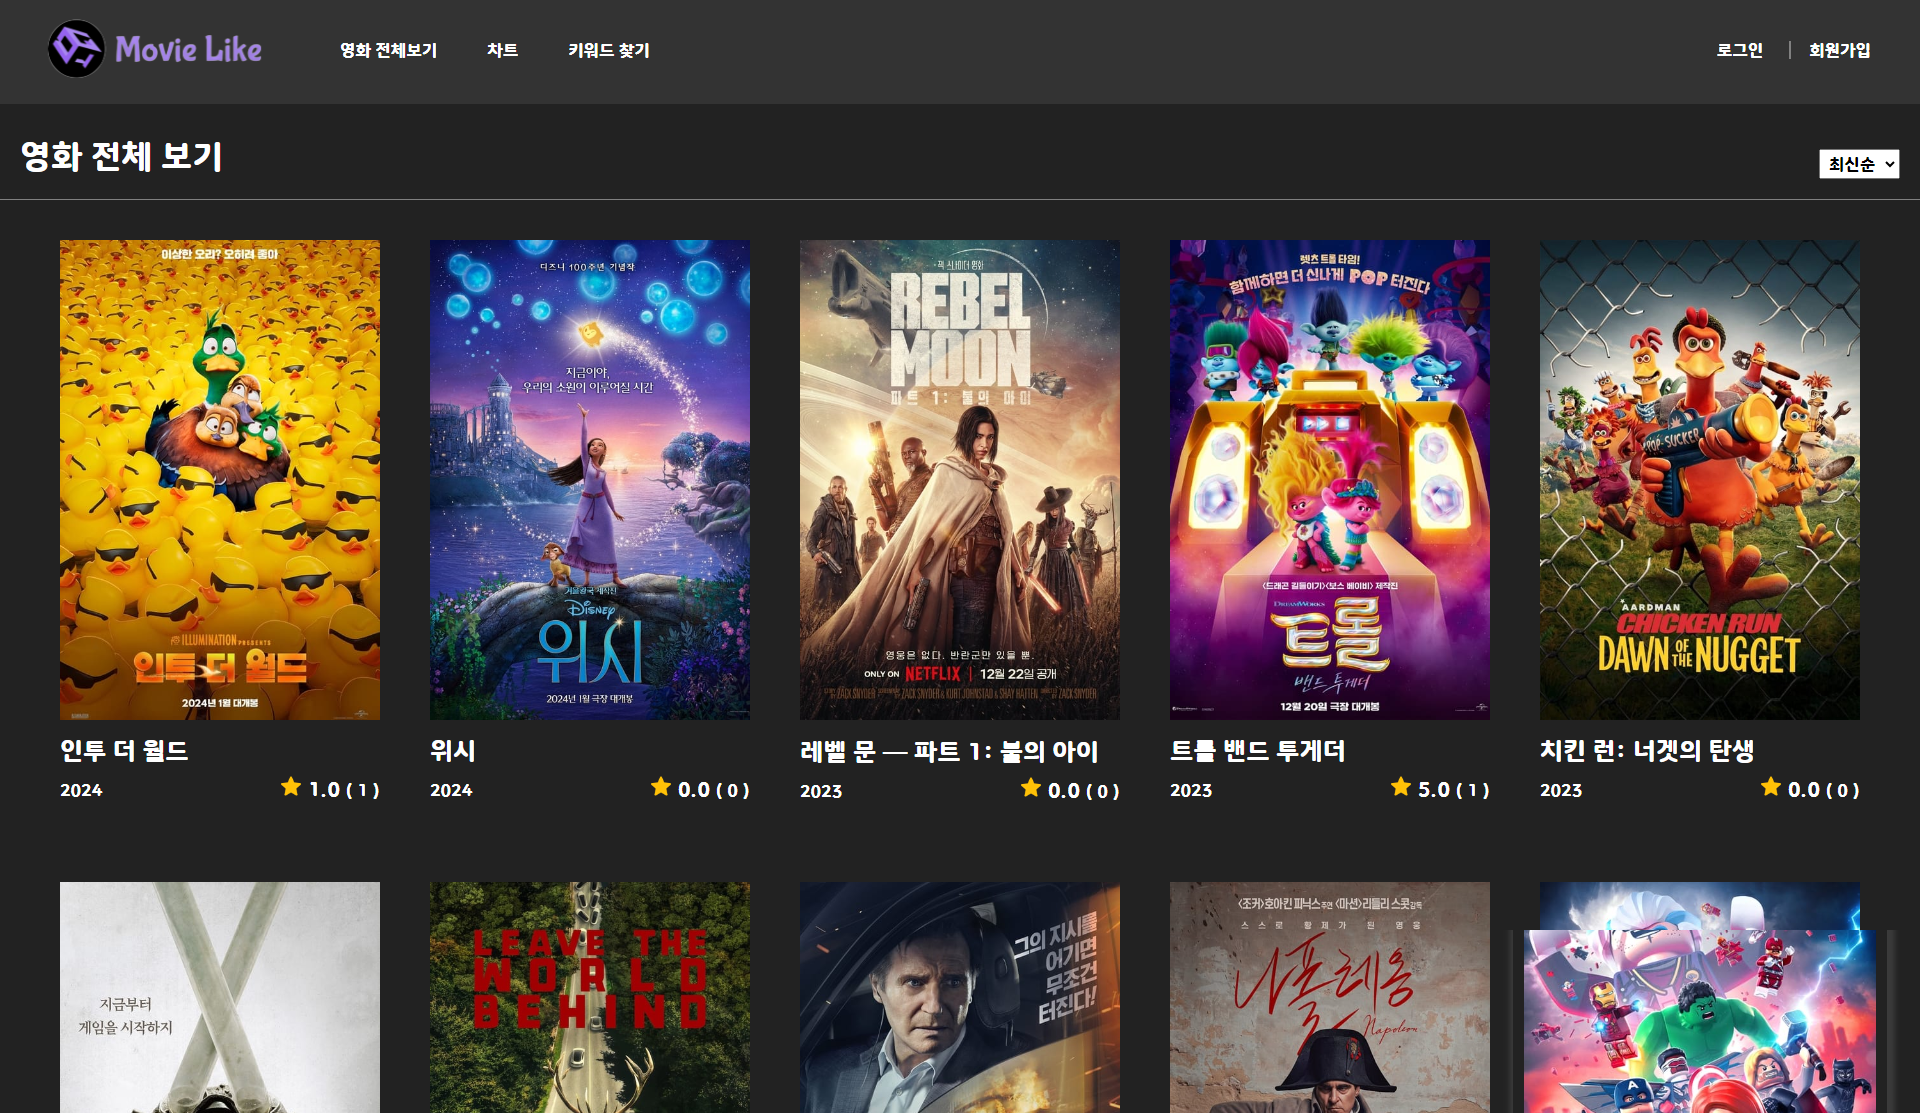 Movie Like
영화 전체보기
차트
키워드 찾기
로그인
회원가입
영화 전체 보기
최신순
이상한 오리? 오히려 좋아
ILLUMINATION PRESENTS
인투 더 월드
2024년 1월 대개봉
인투 더 월드
2024
1.0 ( 1 )
디즈니 100주년 기념작
지금이야,
우리의 소원이 이루어질 시간
겨울왕국 제작진
DISNEY
위시
2024년 1월 극장 대개봉
위시
2024
0.0 ( 0 )
잭 스나이더 영화
REBEL
MOON
파트 1: 불의 아이
영웅은 없다. 반란군만 있을 뿐.
ONLY ON NETFLIX | 12월 22일 공개
레벨 문 — 파트 1: 불의 아이
2023
0.0 ( 0 )
렛츠 트롤 타임!
함께하면 더 신나게 POP 터진다
<드래곤 길들이기><보스 베이비> 제작진
DREAMWORKS
트롤
밴드 투게더
12월 20일 극장 대개봉
트롤 밴드 투게더
2023
5.0 ( 1 )
POP-SUCKER
AARDMAN
CHICKEN RUN
DAWN OF THE NUGGET
치킨 런: 너겟의 탄생
2023
0.0 ( 0 )
지금부터
게임을 시작하지
LEAVE THE
WORLD
BEHIND
그의 지시를
어기면
무조건
터진다!
<조커>호아킨 피닉스주연 <마션>리들리 스콧감독
스스로 황제가 된 영웅
나폴레옹
Napoleon